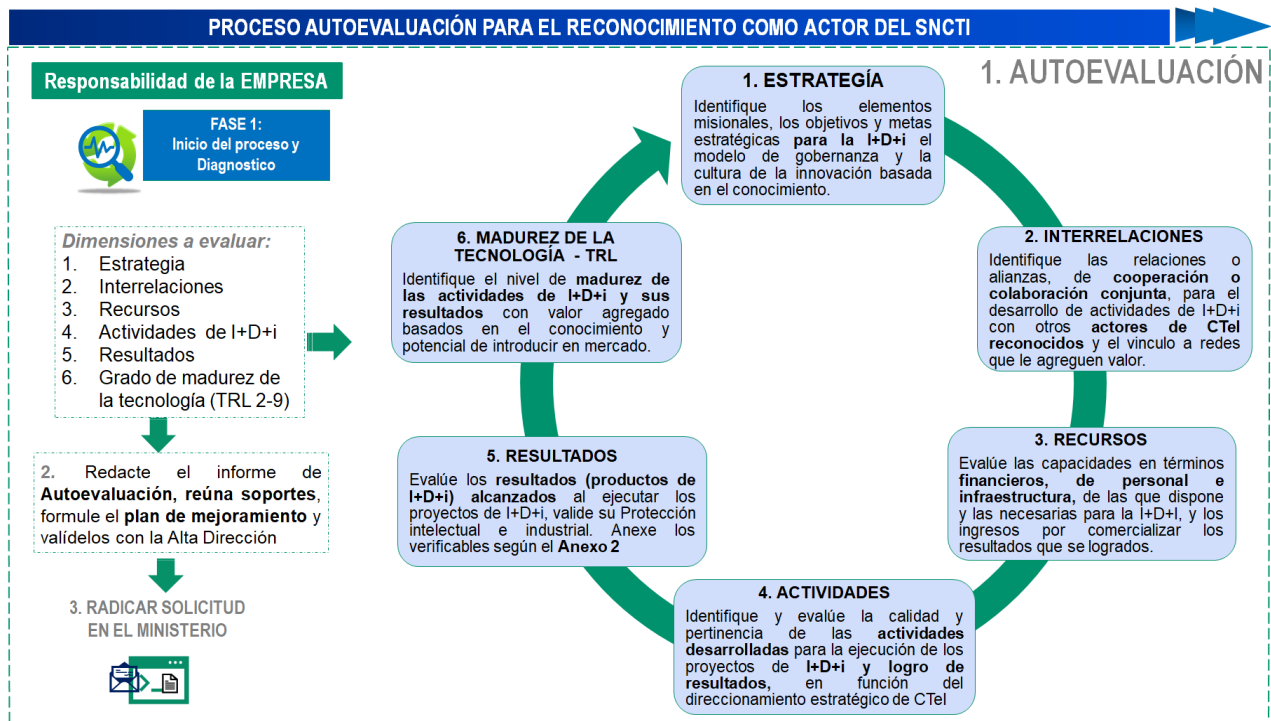 PROCESO AUTOEVALUACIÓN PARA EL RECONOCIMIENTO COMO ACTOR DEL SNCTI
1. AUTOEVALUACIÓN
Responsabilidad de la EMPRESA
FASE 1:
Inicio del proceso y
Diagnostico
Dimensiones a evaluar:
1. Estrategia
2. Interrelaciones
3. Recursos
4. Actividades de I+D+i
5. Resultados
6. Grado de madurez de
la tecnología (TRL 2-9)
2. Redacte el informe de
Autoevaluación, reúna soportes,
formule el plan de mejoramiento y
valídelos con la Alta Dirección
3. RADICAR SOLICITUD
EN EL MINISTERIO
1. ESTRATEGÍA
Identifique los elementos
misionales, los objetivos y metas
estratégicas para la I+D+i el
modelo de gobernanza y la
cultura de la innovación basada
en el conocimiento.
2. INTERRELACIONES
Identifique las relaciones o
alianzas, de cooperación o
colaboración conjunta, para el
desarrollo de actividades de I+D+i
con otros actores de CTeI
reconocidos y el vinculo a redes
que le agreguen valor.
3. RECURSOS
Evalúe las capacidades en términos
financieros, de personal e
infraestructura, de las que dispone
y las necesarias para la I+D+I, y los
ingresos por comercializar los
resultados que se logrados.
4. ACTIVIDADES
Identifique y evalúe la calidad y
pertinencia de las actividades
desarrolladas para la ejecución de los
proyectos de I+D+i y logro de
resultados, en función del
direccionamiento estratégico de CTeI
5. RESULTADOS
Evalúe los resultados (productos de
I+D+i) alcanzados al ejecutar los
proyectos de I+D+i, valide su Protección
intelectual e industrial. Anexe los
verificables según el Anexo 2
6. MADUREZ DE LA
TECNOLOGÍA - TRL
Identifique el nivel de madurez de
las actividades de I+D+i y sus
resultados con valor agregado
basados en el conocimiento y
potencial de introducir en mercado.